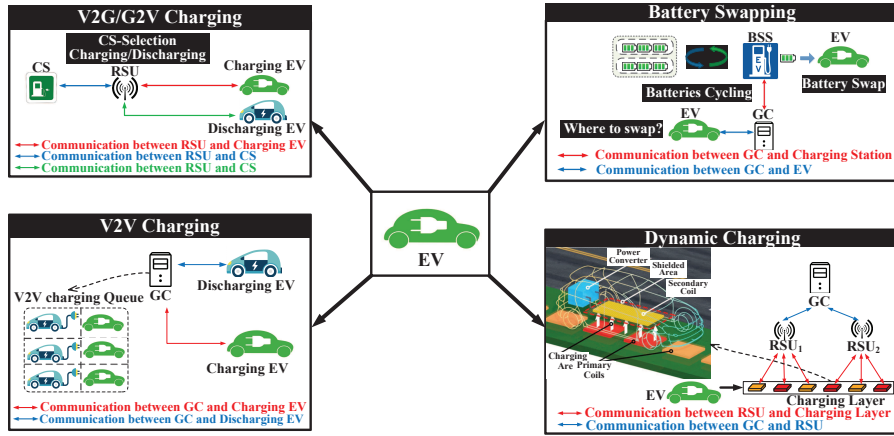 V2G/G2V Charging
CS-Selection
Charging/Discharging
CS
RSU
Charging EV
Discharging EV
Communication between RSU and Charging EV
Communication between RSU and CS
Communication between RSU and CS
Battery Swapping
BSS
EV
EV
Battery Swap
Batteries Cycling
GC
Where to swap?
EV
Communication between GC and Charging Station
Communication between GC and EV
EV
V2V Charging
V2V charging Queue
GC
Discharging EV
Charging EV
Communication between GC and Charging EV
Communication between GC and Discharging EV
Dynamic Charging
Power
Converter
Shielded
Area
Secondary
Coil
Charging
Are
Primary
Coils
GC
RSU1
RSU2
EV
Charging Layer
Communication between RSU and Charging Layer
Communication between GC and RSU